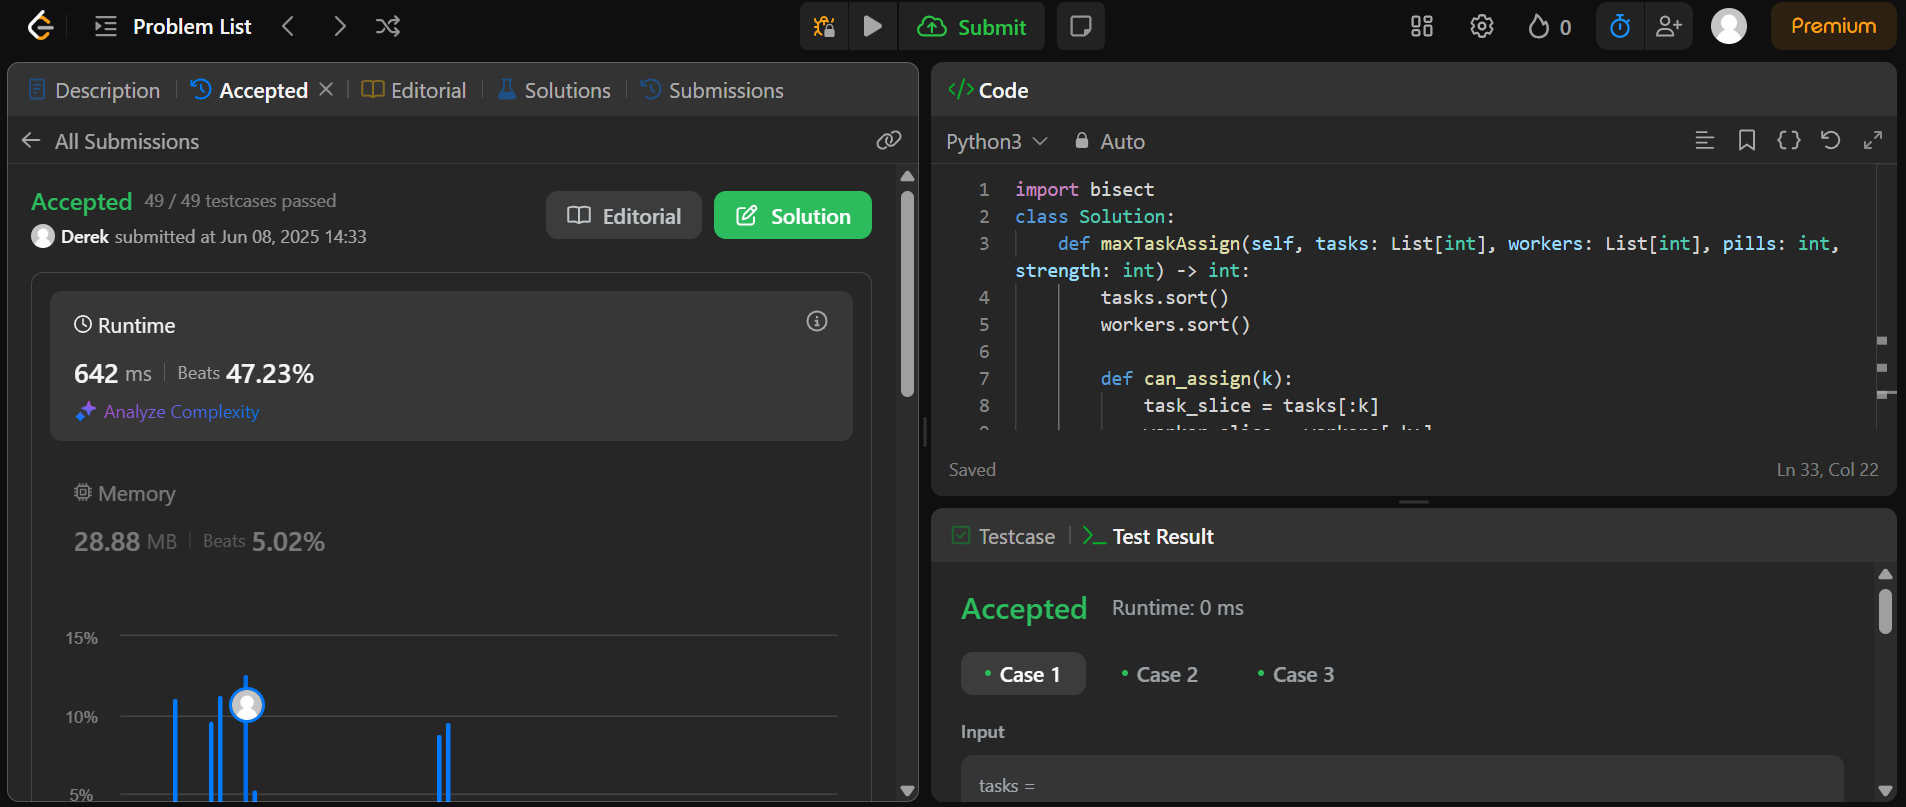 Problem List
Submit
0
Premium
Description
Accepted
Editorial
Solutions
Submissions
All Submissions
Accepted 49 / 49 testcases passed
Derek submitted at Jun 08, 2025 14:33
Editorial
Solution
Runtime
642 ms Beats 47.23%
Analyze Complexity
Memory
28.88 MB Beats 5.02%
15%
10%
5%
</> Code
Python3
Auto
1 import bisect
2 class Solution:
3 def maxTaskAssign(self, tasks: List[int], workers: List[int], pills: int,
strength: int) -> int:
4 tasks.sort()
5 workers.sort()
6
7 def can_assign(k):
8 task_slice = tasks[:k]
Saved
Ln 33, Col 22
Testcase
Test Result
Accepted Runtime: 0 ms
Case 1
Case 2
Case 3
Input
tasks =